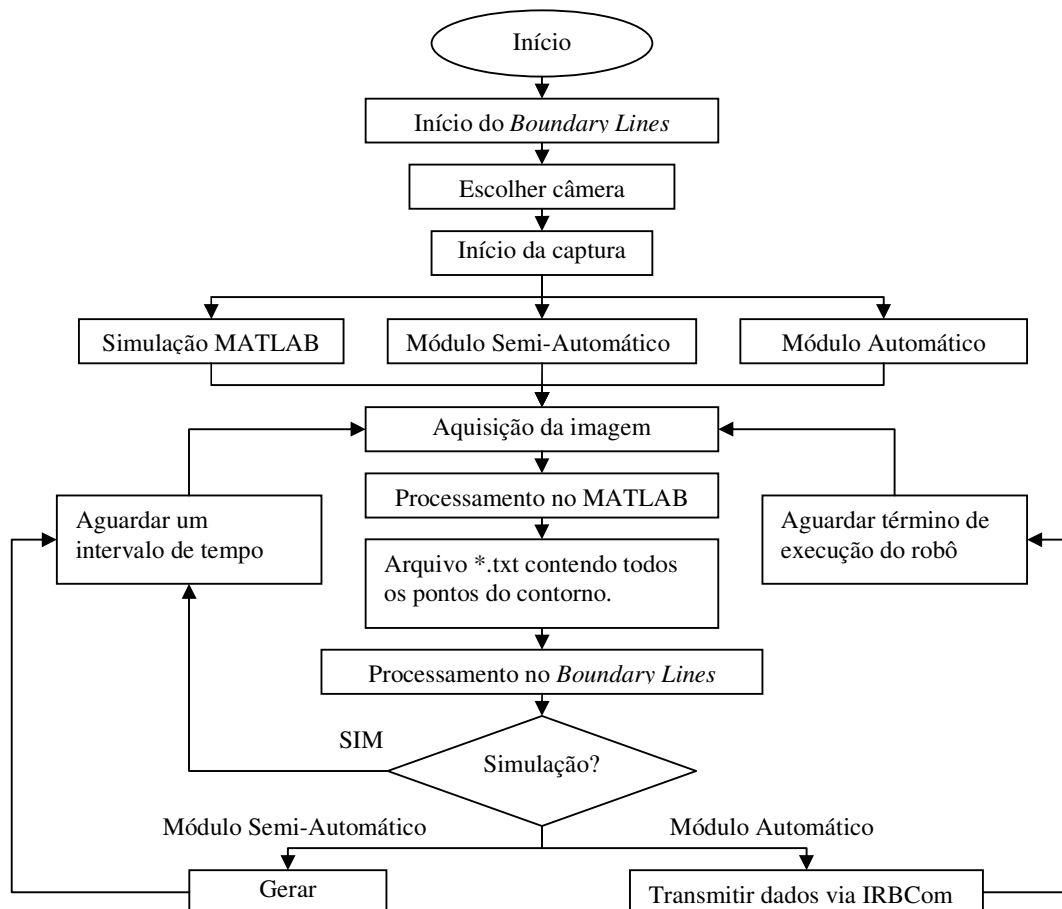 Início
Início do Boundary Lines
Escolher câmera
Início da captura
Simulação MATLAB
Módulo Semi-Automático
Módulo Automático
Aquisição da imagem
Processamento no MATLAB
Aguardar um
intervalo de tempo
Aguardar término de
execução do robô
Arquivo *.txt contendo todos
os pontos do contorno.
Processamento no Boundary Lines
SIM
Simulação?
Módulo Semi-Automático
Módulo Automático
Gerar
Transmitir dados via IRBCom